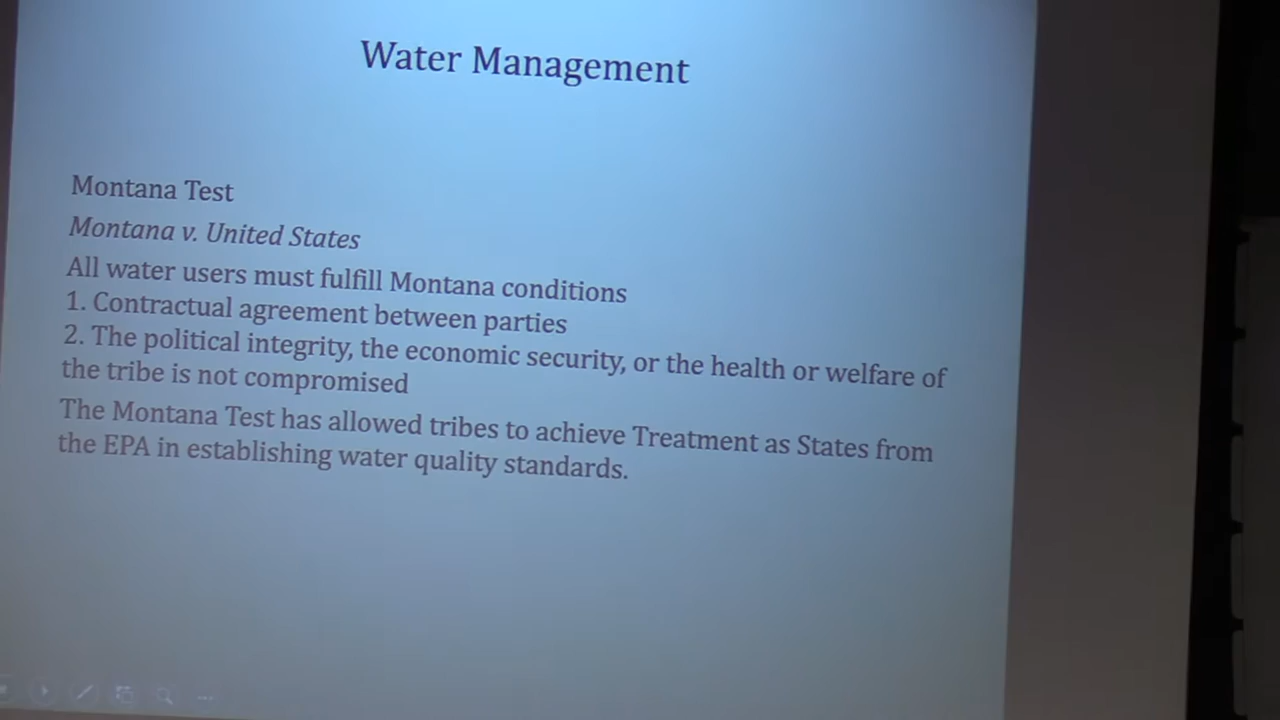 Water Management
Montana Test
Montana v. United States
All water users must fulfill Montana conditions
1. Contractual agreement between parties
2. The political integrity, the economic security, or the health or welfare of
the tribe is not compromised
The Montana Test has allowed tribes to achieve Treatment as States from
the EPA in establishing water quality standards.